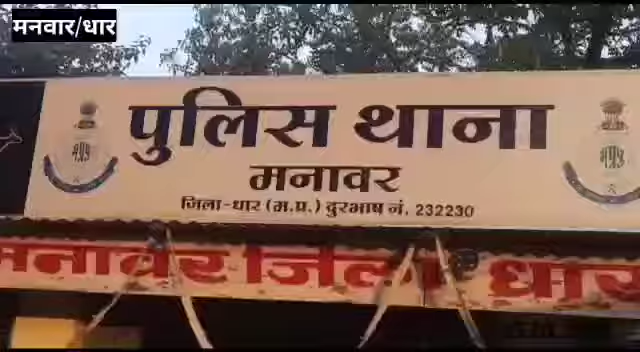 मनवार/धार
पुलिस थाना
मनावर
जिला-धार (म.प्र.) दुरभाष नं. 232230
मनावर जिला धार